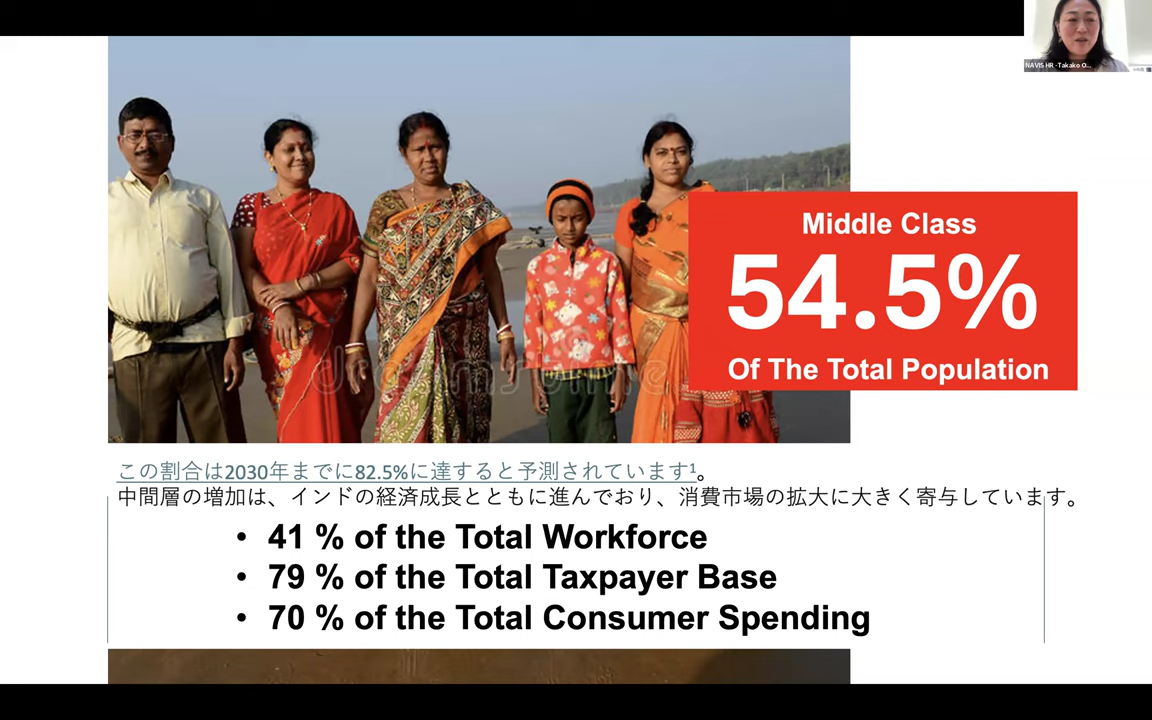 NAVIS HR -Takako O...
Middle Class
54.5%
Of The Total Population
dreamstime
この割合は2030年までに82.5%に達すると予測されています¹。
中間層の増加は、インドの経済成長とともに進んでおり、消費市場の拡大に大きく寄与しています。
• 41 % of the Total Workforce
• 79 % of the Total Taxpayer Base
• 70 % of the Total Consumer Spending